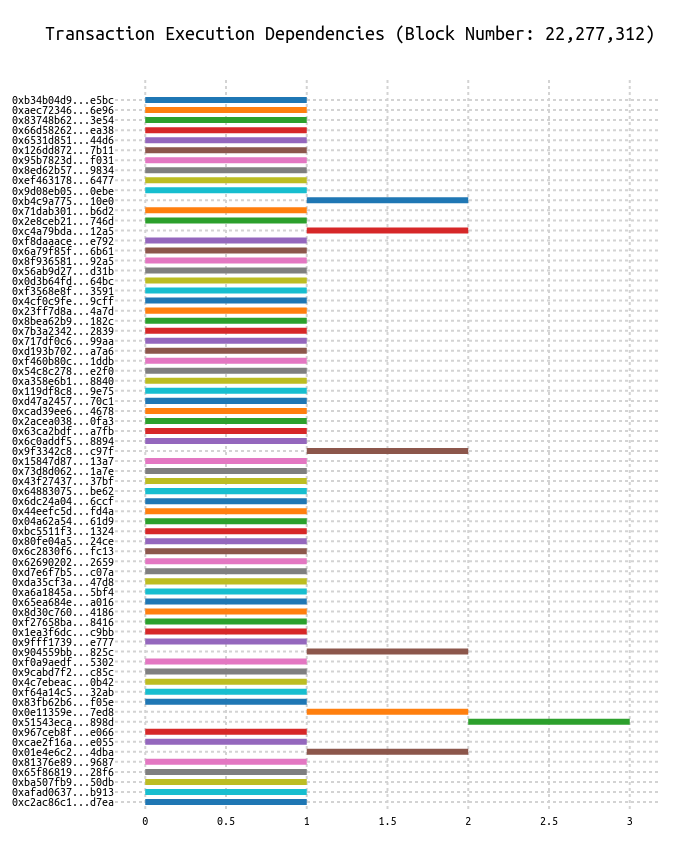 Transaction Execution Dependencies (Block Number: 22,277,312)
0xb34b04d9...e5bc
0xaec72346...6e96
0x83748b62...3e54
0x66d58262...ea38
0x6531d851...44d6
0x126dd872...7b11
0x95b7823d...f031
0x8ed62b57...9834
0xef463178...6477
0x9d08eb05...0ebe
0xb4c9a775...10e0
0x71dab301...b6d2
0x2e8ceb21...746d
0xc4a79bda...12a5
0xf8daaace...e792
0x6a79f85f...6b61
0x8f936581...92a5
0x56ab9d27...d31b
0x0d3b64fd...64bc
0xf3568e8f...3591
0x4cf0c9fe...9cff
0x23ff7d8a...4a7d
0x8bea62b9...182c
0x7b3a2342...2839
0x717df0c6...99aa
0xd193b702...a7a6
0xf460b80c...1ddb
0x54c8c278...e2f0
0xa358e6b1...8840
0x119df8c8...9e75
0xd47a2457...70c1
0xcad39ee6...4678
0x2acea038...0fa3
0x63ca2bdf...a7fb
0x6c0addf5...8894
0x9f3342c8...c97f
0x15847d87...13a7
0x73d8d062...1a7e
0x43f27437...37bf
0x64883075...be62
0x6dc24a04...6ccf
0x44eefc5d...fd4a
0x04a62a54...61d9
0xbc5511f3...1324
0x80fe04a5...24ce
0x6c2830f6...fc13
0x62690202...2659
0xd7e6f7b5...c07a
0xda35cf3a...47d8
0xa6a1845a...5bf4
0x65ea684e...a016
0x8d30c760...4186
0xf27658ba...8416
0x1ea3f6dc...c9bb
0x9fff1739...e777
0x904559bb...825c
0xf0a9aedf...5302
0x9cabd7f2...c85c
0x4c7ebeac...0b42
0xf64a14c5...32ab
0x83fb62b6...f05e
0x0e11359e...7ed8
0x51543eca...898d
0x967ceb8f...e066
0xcae2f16a...e055
0x01e4e6c2...4dba
0x81376e89...9687
0x65f86819...28f6
0xba507fb9...50db
0xafad0637...b913
0xc2ac86c1...d7ea
0 0.5 1 1.5 2 2.5 3